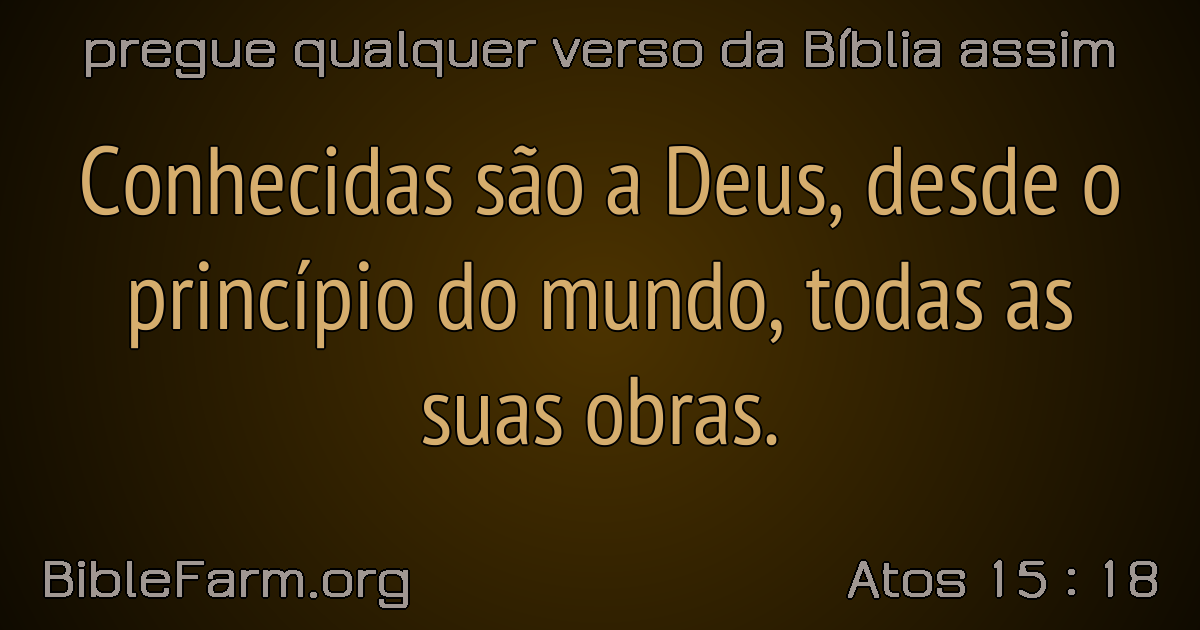 pregue qualquer verso da Bíblia assim
Conhecidas são a Deus, desde o
princípio do mundo, todas as
suas obras.
BibleFarm.org
Atos 15 : 18